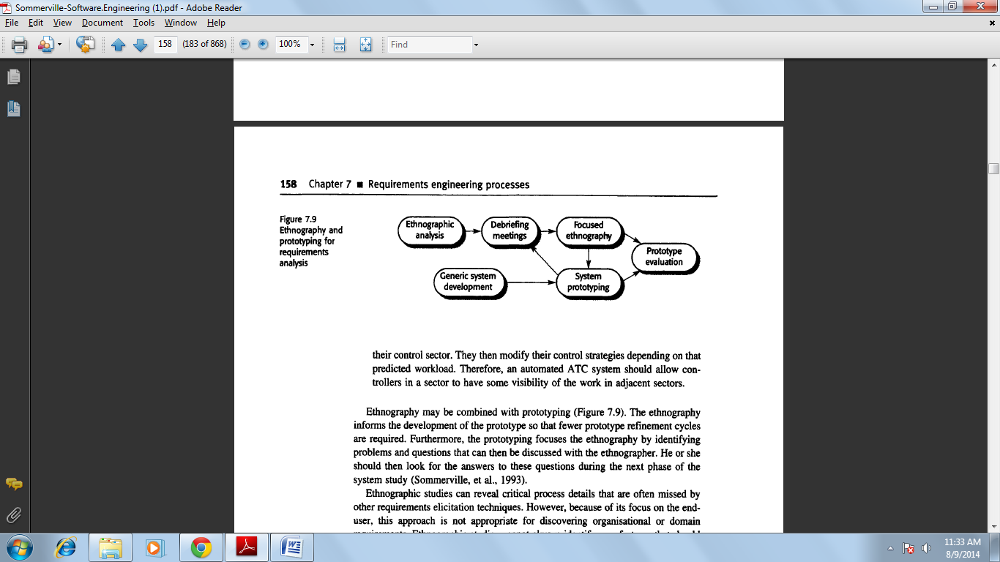 Sommerville-Software.Engineering (1).pdf - Adobe Reader
File Edit View Document Tools Window Help
158 (183 of 868) 100% Find
158 Chapter 7 ■ Requirements engineering processes
Figure 7.9
Ethnography and
prototyping for
requirements
analysis
Ethnographic
analysis
Debriefing
meetings
Focused
ethnography
Prototype
evaluation
Generic system
development
System
prototyping
their control sector. They then modify their control strategies depending on that
predicted workload. Therefore, an automated ATC system should allow con-
trollers in a sector to have some visibility of the work in adjacent sectors.
Ethnography may be combined with prototyping (Figure 7.9). The ethnography
informs the development of the prototype so that fewer prototype refinement cycles
are required. Furthermore, the prototyping focuses the ethnography by identifying
problems and questions that can then be discussed with the ethnographer. He or she
should then look for the answers to these questions during the next phase of the
system study (Sommerville, et al., 1993).
Ethnographic studies can reveal critical process details that are often missed by
other requirements elicitation techniques. However, because of its focus on the end-
user, this approach is not appropriate for discovering organisational or domain
11:33 AM
8/9/2014